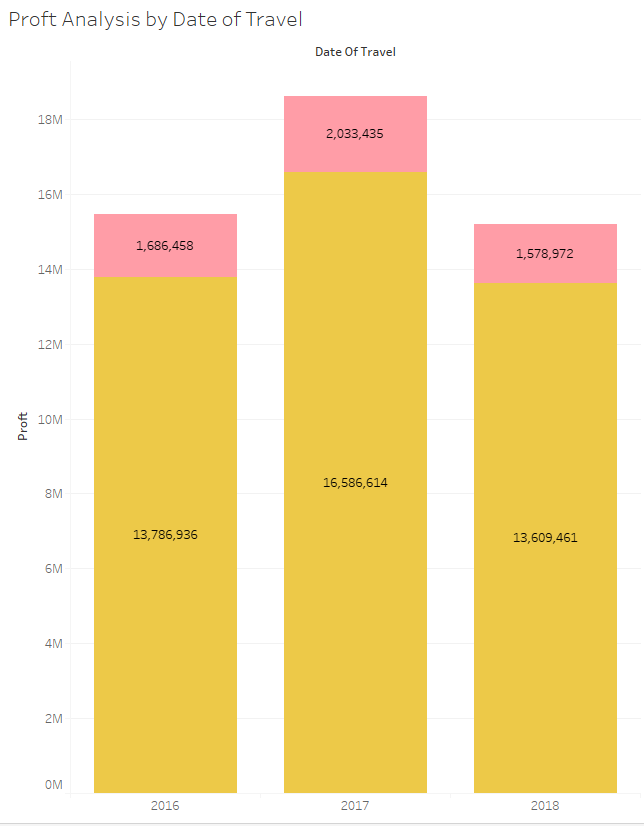 Proft Analysis by Date of Travel
Date Of Travel
18M
16M
14M
12M
10M
8M
6M
4M
2M
0M
Proft
2,033,435
1,686,458
1,578,972
16,586,614
13,786,936
13,609,461
2016
2017
2018